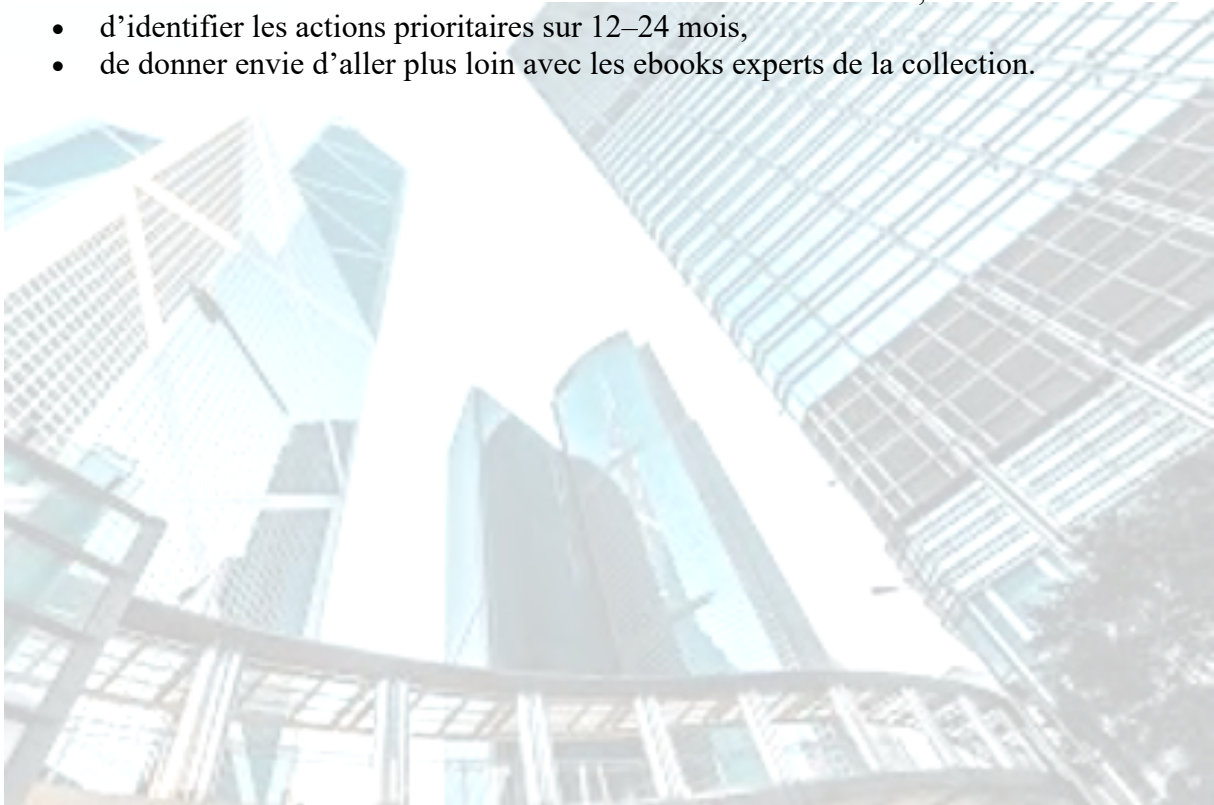 • d’identifier les actions prioritaires sur 12–24 mois,
• de donner envie d’aller plus loin avec les ebooks experts de la collection.